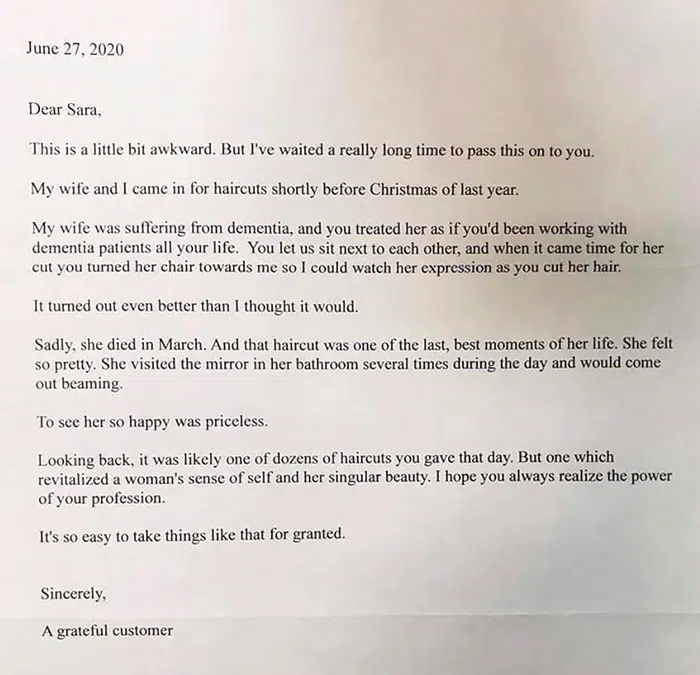 June 27, 2020
Dear Sara,
This is a little bit awkward. But I've waited a really long time to pass this on to you.
My wife and I came in for haircuts shortly before Christmas of last year.
My wife was suffering from dementia, and you treated her as if you'd been working with
dementia patients all your life.  You let us sit next to each other, and when it came time for her
cut you turned her chair towards me so I could watch her expression as you cut her hair.
It turned out even better than I thought it would.
Sadly, she died in March. And that haircut was one of the last, best moments of her life. She felt
so pretty. She visited the mirror in her bathroom several times during the day and would come
out beaming.
To see her so happy was priceless.
Looking back, it was likely one of dozens of haircuts you gave that day. But one which
revitalized a woman's sense of self and her singular beauty. I hope you always realize the power
of your profession.
It's so easy to take things like that for granted.
Sincerely,
A grateful customer